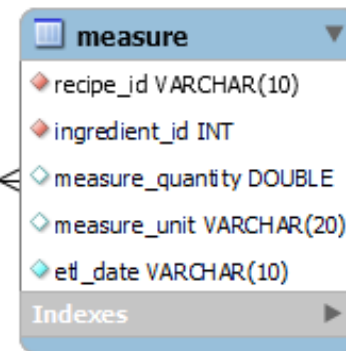 measure
recipe_id VARCHAR(10)
ingredient_id INT
measure_quantity DOUBLE
measure_unit VARCHAR(20)
etl_date VARCHAR(10)
Indexes